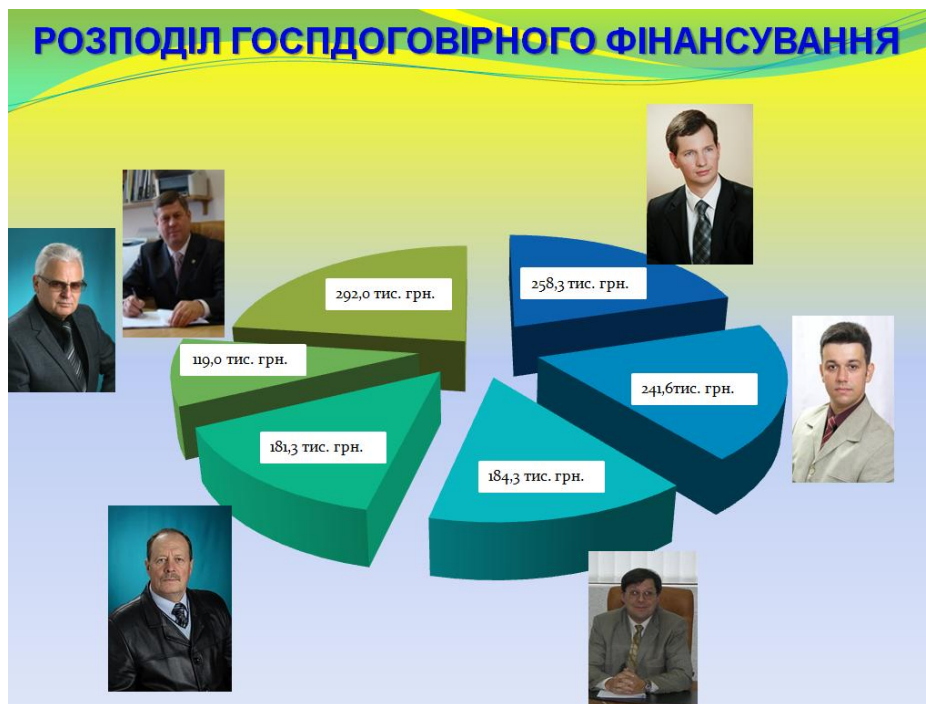 РОЗПОДІЛ ГОСПДОГОВІРНОГО ФІНАНСУВАННЯ
292,0 тис. грн.
258,3 тис. грн.
119,0 тис. грн.
241,6тис. грн.
181,3 тис. грн.
184,3 тис. грн.